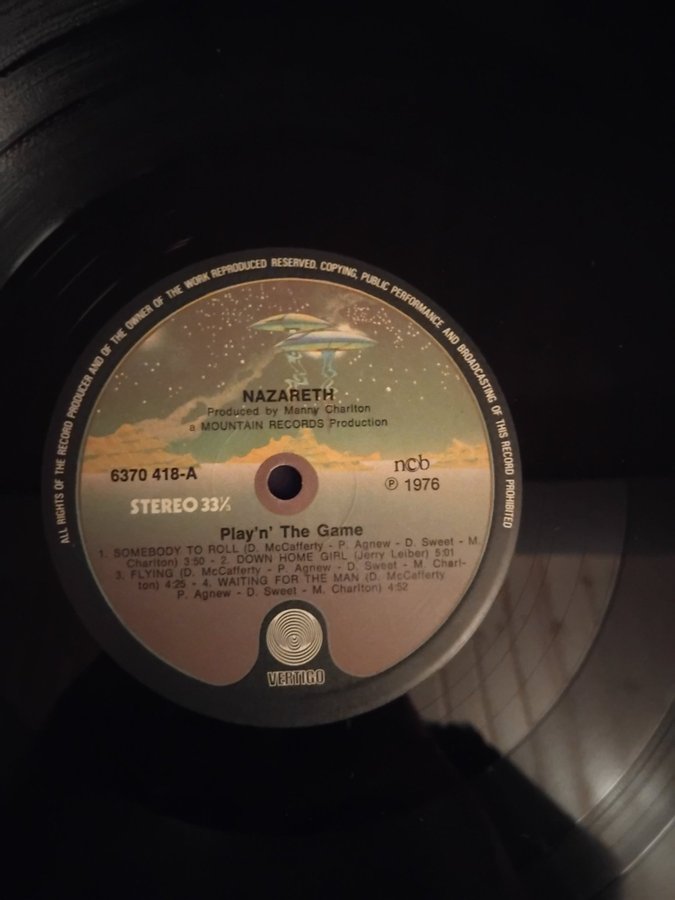 ALL RIGHTS OF THE RECORD PRODUCER AND OF THE OWNER OF THE WORK REPRODUCED RESERVED. COPYING, PUBLIC PERFORMANCE AND BROADCASTING OF THIS RECORD PROHIBITED
NAZARETH
Produced by Manny Charlton
a MOUNTAIN RECORDS Production
6370 418-A
ncb
STEREO 33⅓
Ⓟ 1976
Play'n' The Game
1. SOMEBODY TO ROLL (D. McCafferty - P. Agnew - D. Sweet - M.
Charlton) 3:50 - 2. DOWN HOME GIRL (Jerry Leiber) 5:01
3. FLYING (D. McCafferty - P. Agnew - D. Sweet - M. Charl-
ton) 4:25 - 4. WAITING FOR THE MAN (D. McCafferty
P. Agnew - D. Sweet - M. Charlton) 4:52
VERTIGO